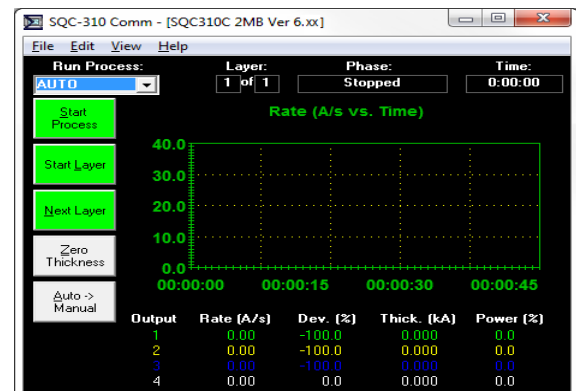 SQC-310 Comm - [SQC310C 2MB Ver 6.xx]
File Edit View Help
Run Process: Layer: Phase: Time:
AUTO 1 of 1 Stopped 0:00:00
Start Process
Start Layer
Next Layer
Zero Thickness
Auto -> Manual
Rate (A/s vs. Time)
40.0
30.0
20.0
10.0
0.0
00:00:00 00:00:15 00:00:30 00:00:45
Output Rate (A/s) Dev. (%) Thick. (kA) Power (%)
1 0.00 -100.0 0.000 0.0
2 0.00 -100.0 0.000 0.0
3 0.00 -100.0 0.000 0.0
4 0.00 0.0 0.000 0.0